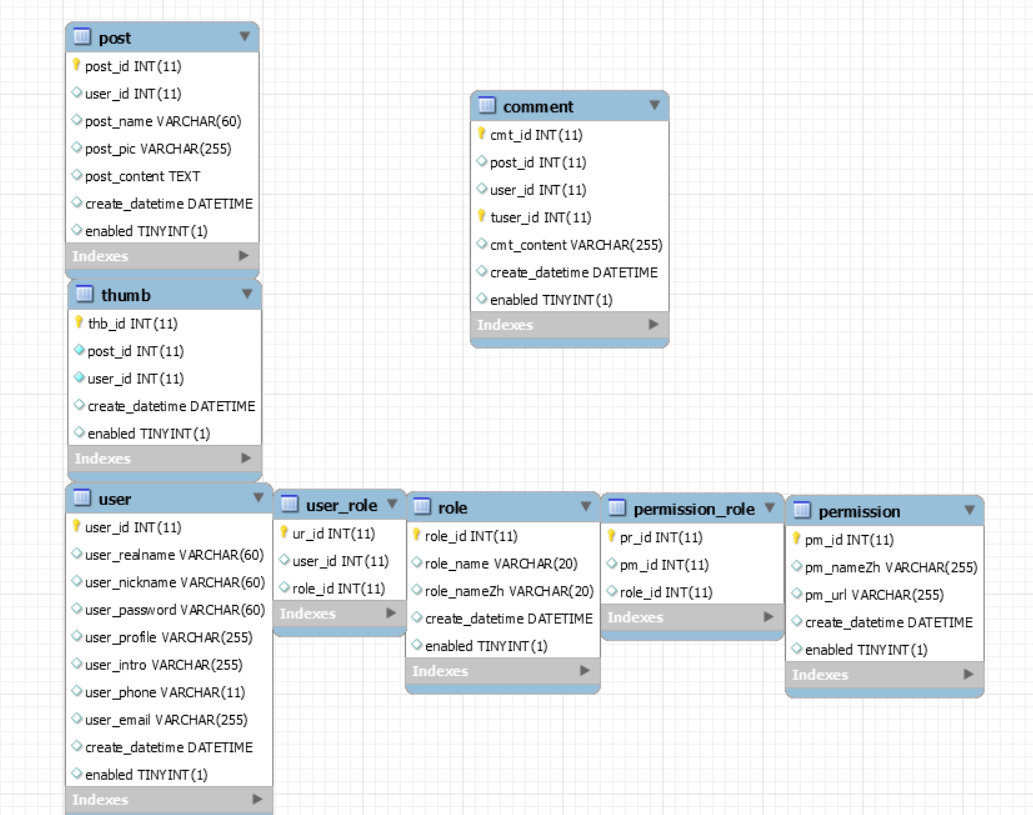 post
post_id INT(11)
user_id INT(11)
post_name VARCHAR(60)
post_pic VARCHAR(255)
post_content TEXT
create_datetime DATETIME
enabled TINYINT(1)
Indexes
comment
cmt_id INT(11)
post_id INT(11)
user_id INT(11)
tuser_id INT(11)
cmt_content VARCHAR(255)
create_datetime DATETIME
enabled TINYINT(1)
Indexes
thumb
thb_id INT(11)
post_id INT(11)
user_id INT(11)
create_datetime DATETIME
enabled TINYINT(1)
Indexes
user
user_id INT(11)
user_realname VARCHAR(60)
user_nickname VARCHAR(60)
user_password VARCHAR(60)
user_profile VARCHAR(255)
user_intro VARCHAR(255)
user_phone VARCHAR(11)
user_email VARCHAR(255)
create_datetime DATETIME
enabled TINYINT(1)
Indexes
user_role
ur_id INT(11)
user_id INT(11)
role_id INT(11)
Indexes
role
role_id INT(11)
role_name VARCHAR(20)
role_nameZh VARCHAR(20)
create_datetime DATETIME
enabled TINYINT(1)
Indexes
permission_role
pr_id INT(11)
pm_id INT(11)
role_id INT(11)
Indexes
permission
pm_id INT(11)
pm_nameZh VARCHAR(255)
pm_url VARCHAR(255)
create_datetime DATETIME
enabled TINYINT(1)
Indexes